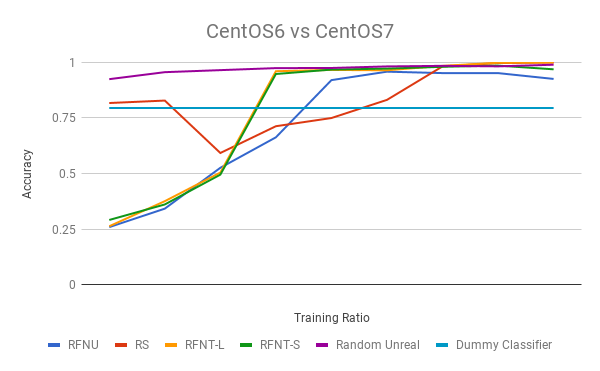 CentOS6 vs CentOS7
1
0.75
0.5
0.25
0
Accuracy
Training Ratio
RFNU RS RFNT-L RFNT-S Random Unreal Dummy Classifier